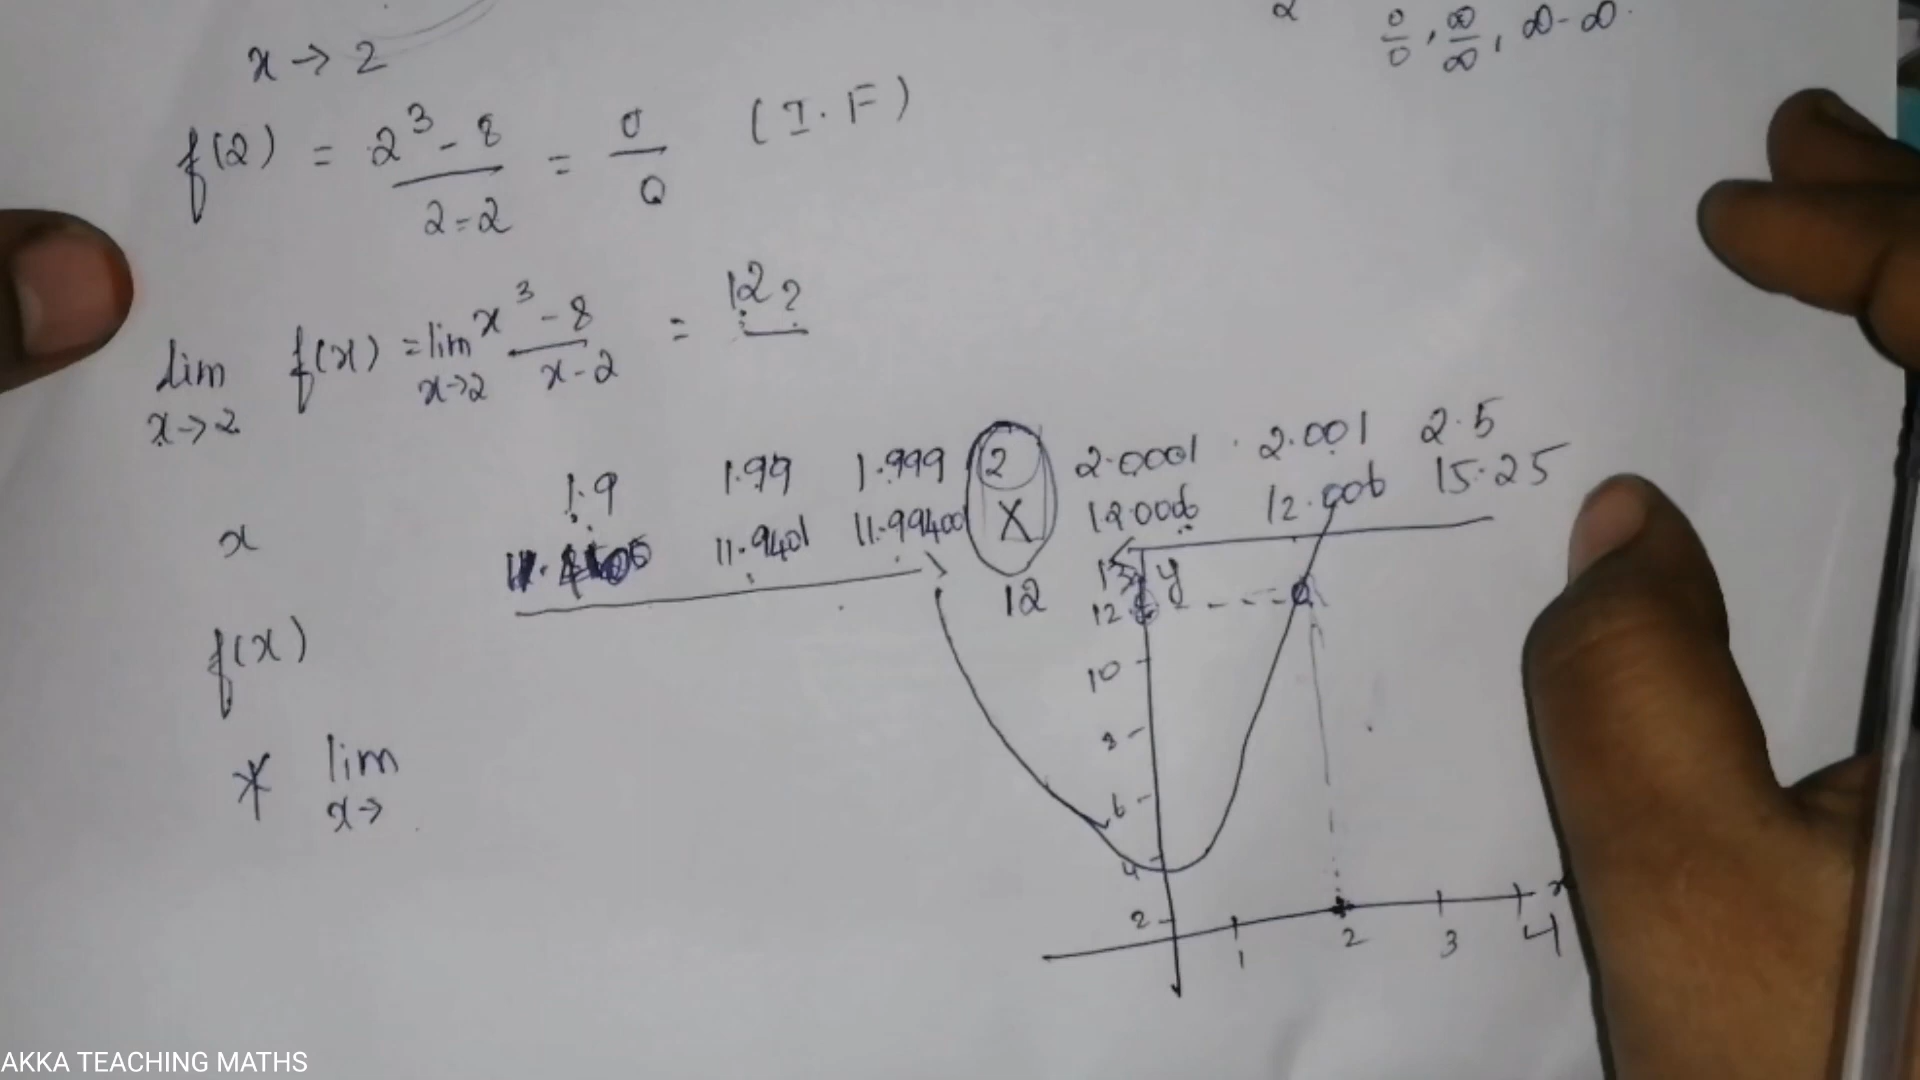 x → 2
0/0, ∞/∞, ∞-∞.
f(2) = 2³-8 / 2-2 = 0/0 (I.F)
lim x→2 f(x) = lim x→2 x³-8 / x-2 = 12?
x 1.9 1.99 1.999 2 2.0001 2.001 2.5
f(x) 11.9401 11.99400 X 12.0006 12.006 15.25
12
* lim x→
13 y
12
10
8
6
4
2
1 2 3 4 x
AKKA TEACHING MATHS